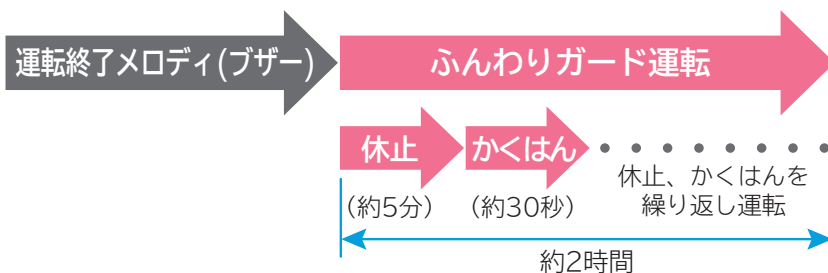 運転終了メロディ(ブザー)
ふんわりガード運転
休止
かくはん
(約5分)
(約30秒)
休止、かくはんを
繰り返し運転
約2時間